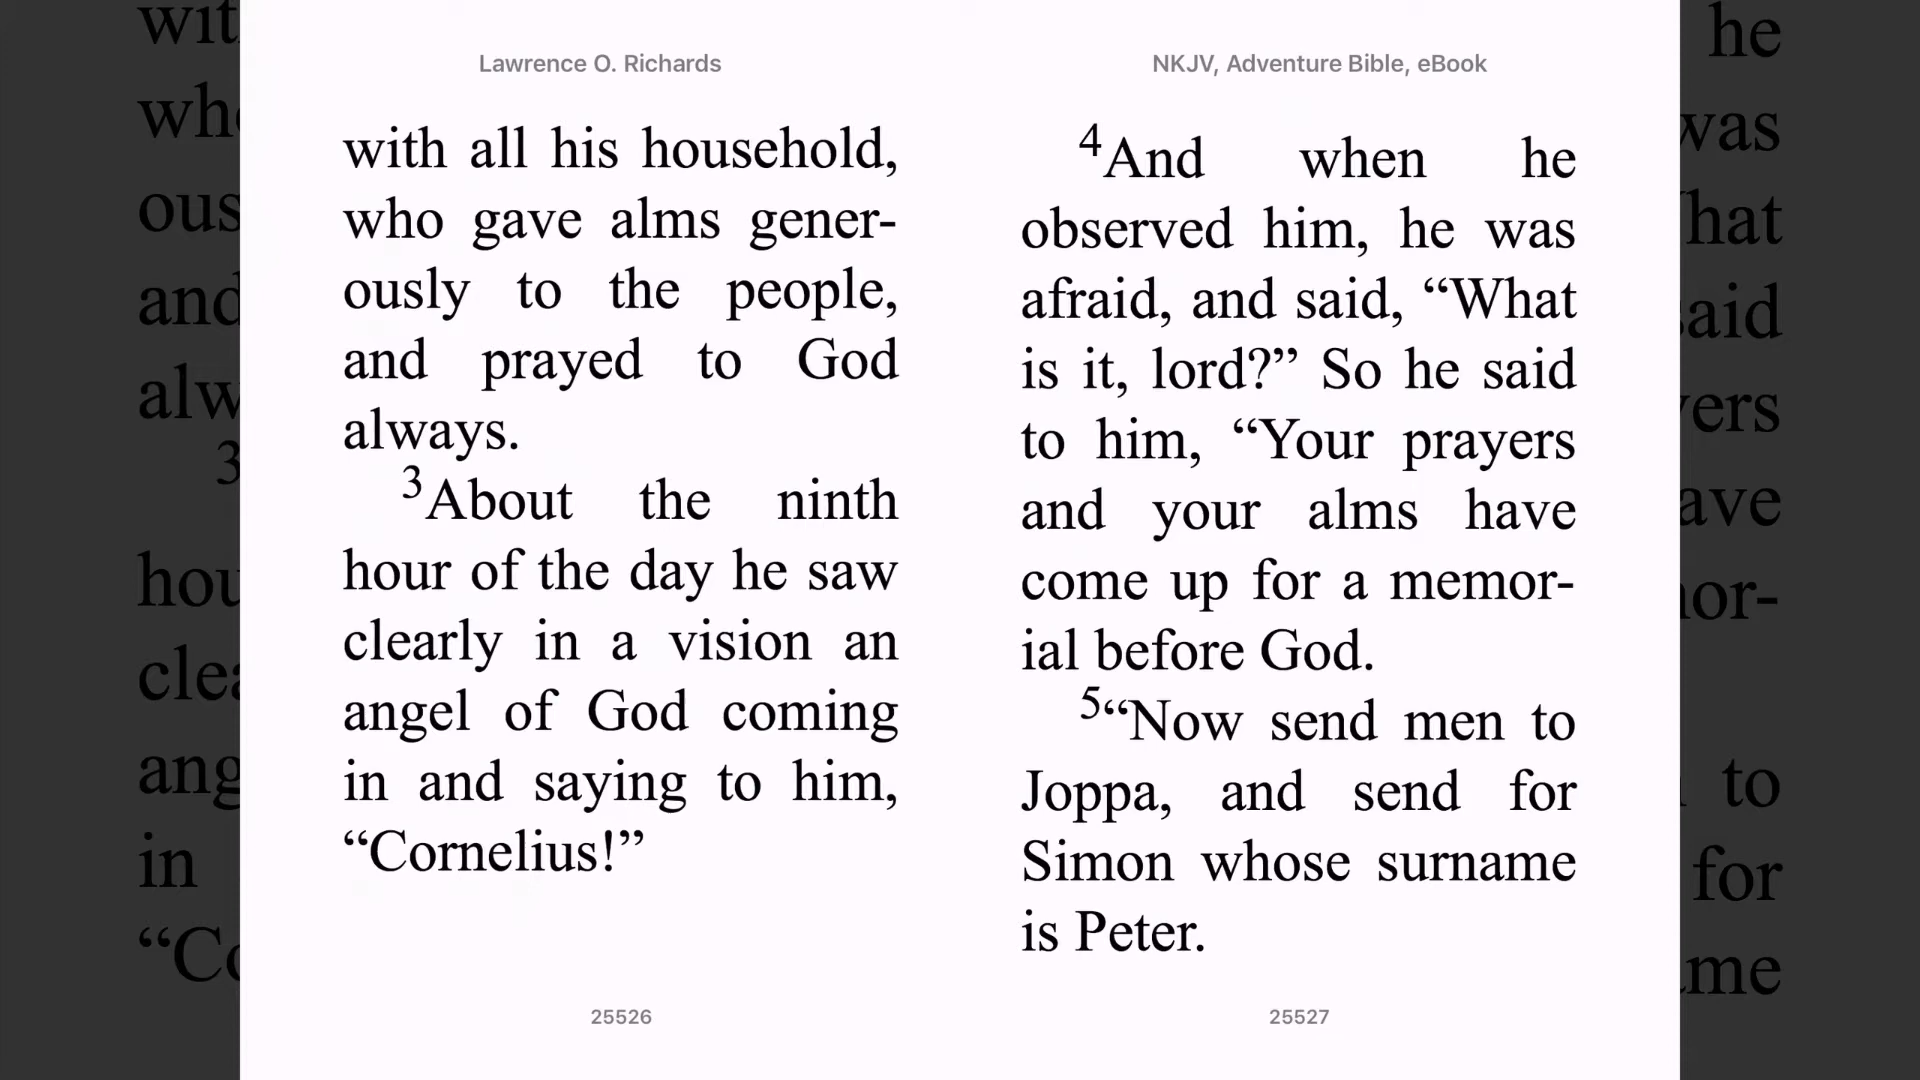 Lawrence O. Richards
with all his household,
who gave alms gener-
ously to the people,
and prayed to God
always.
3About the ninth
hour of the day he saw
clearly in a vision an
angel of God coming
in and saying to him,
“Cornelius!”
25526
NKJV, Adventure Bible, eBook
4And when he
observed him, he was
afraid, and said, “What
is it, lord?” So he said
to him, “Your prayers
and your alms have
come up for a memor-
ial before God.
5“Now send men to
Joppa, and send for
Simon whose surname
is Peter.
25527